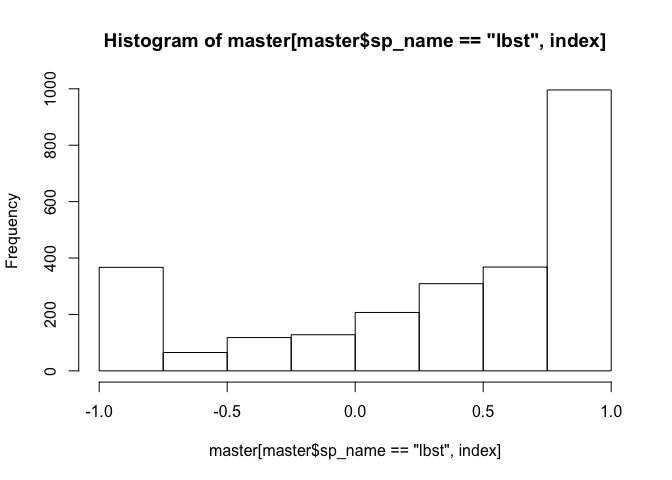 Histogram of master[master$sp_name == "lbst", index]
Frequency
1000
800
600
400
200
0
-1.0 -0.5 0.0 0.5 1.0
master[master$sp_name == "lbst", index]